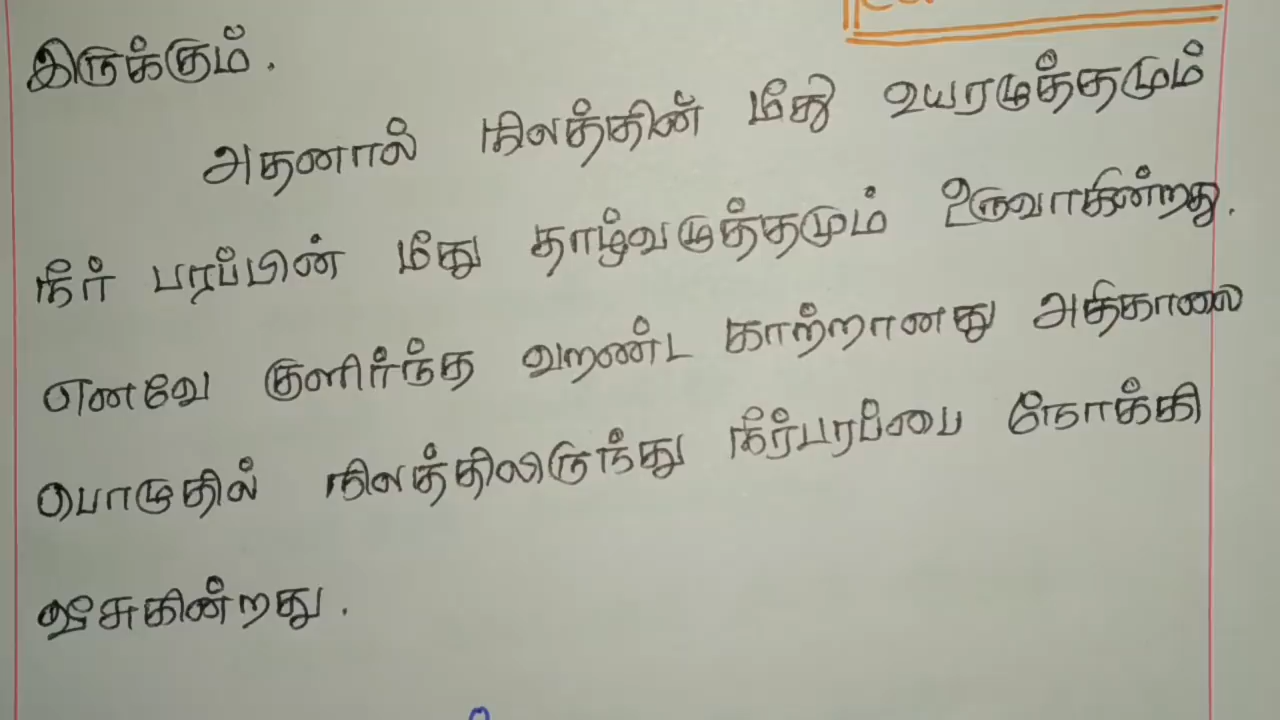 இருக்கும்.
அதனால் நிலத்தின் மீது உயரழுத்தமும்
நீர் பரப்பின் மீது தாழ்வழுத்தமும் உருவாகின்றது.
எனவே குளிர்ந்த வறண்ட காற்றானது அதிகாலை
பொழுதில் நிலத்திலிருந்து நீர்பரப்பை நோக்கி
வீசுகின்றது.